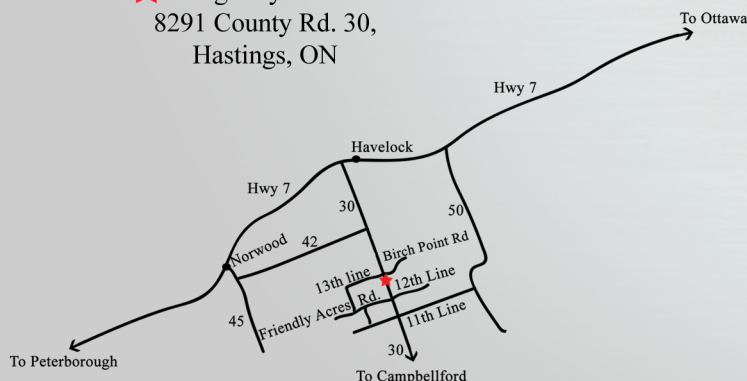 8291 County Rd. 30,
Hastings, ON
To Ottawa
Hwy 7
Havelock
Hwy 7
30
50
Norwood
42
Birch Point Rd
13th line
12th Line
Friendly Acres Rd.
45
11th Line
30
To Peterborough
To Campbellford